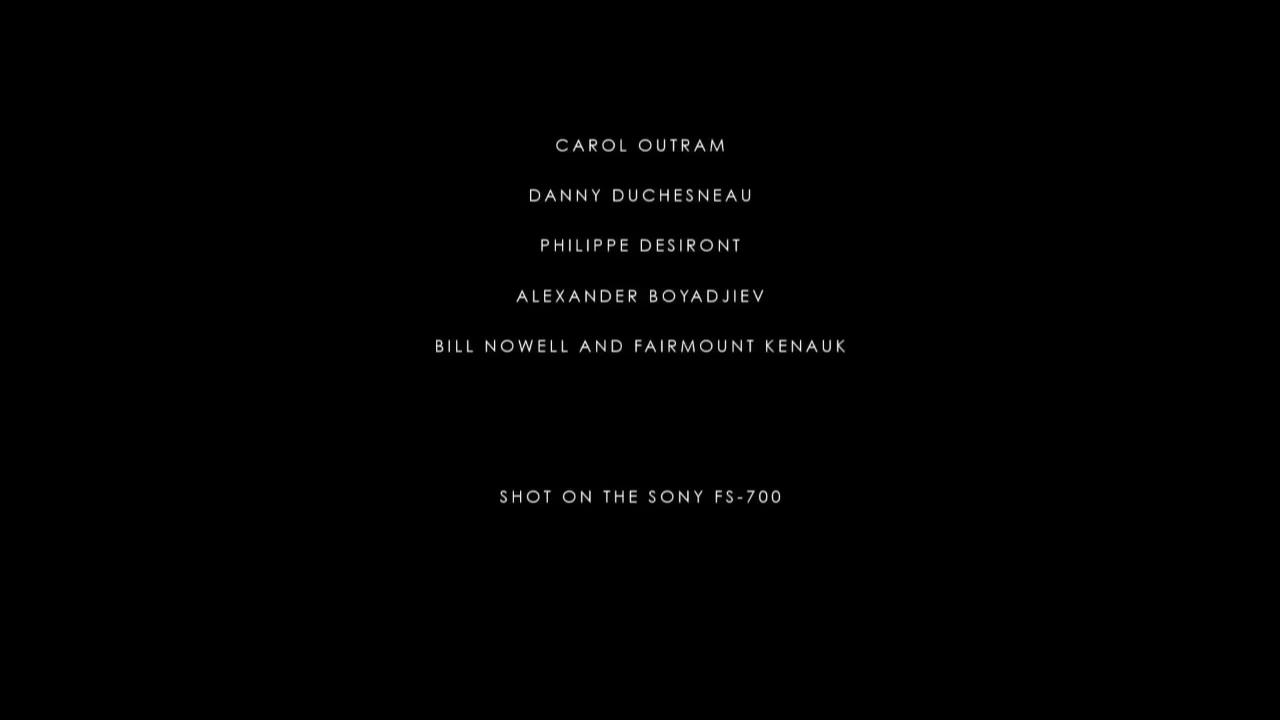 CAROL OUTRAM
DANNY DUCHESNEAU
PHILIPPE DESIRONT
ALEXANDER BOYADJIEV
BILL NOWELL AND FAIRMOUNT KENAUK
SHOT ON THE SONY FS-700